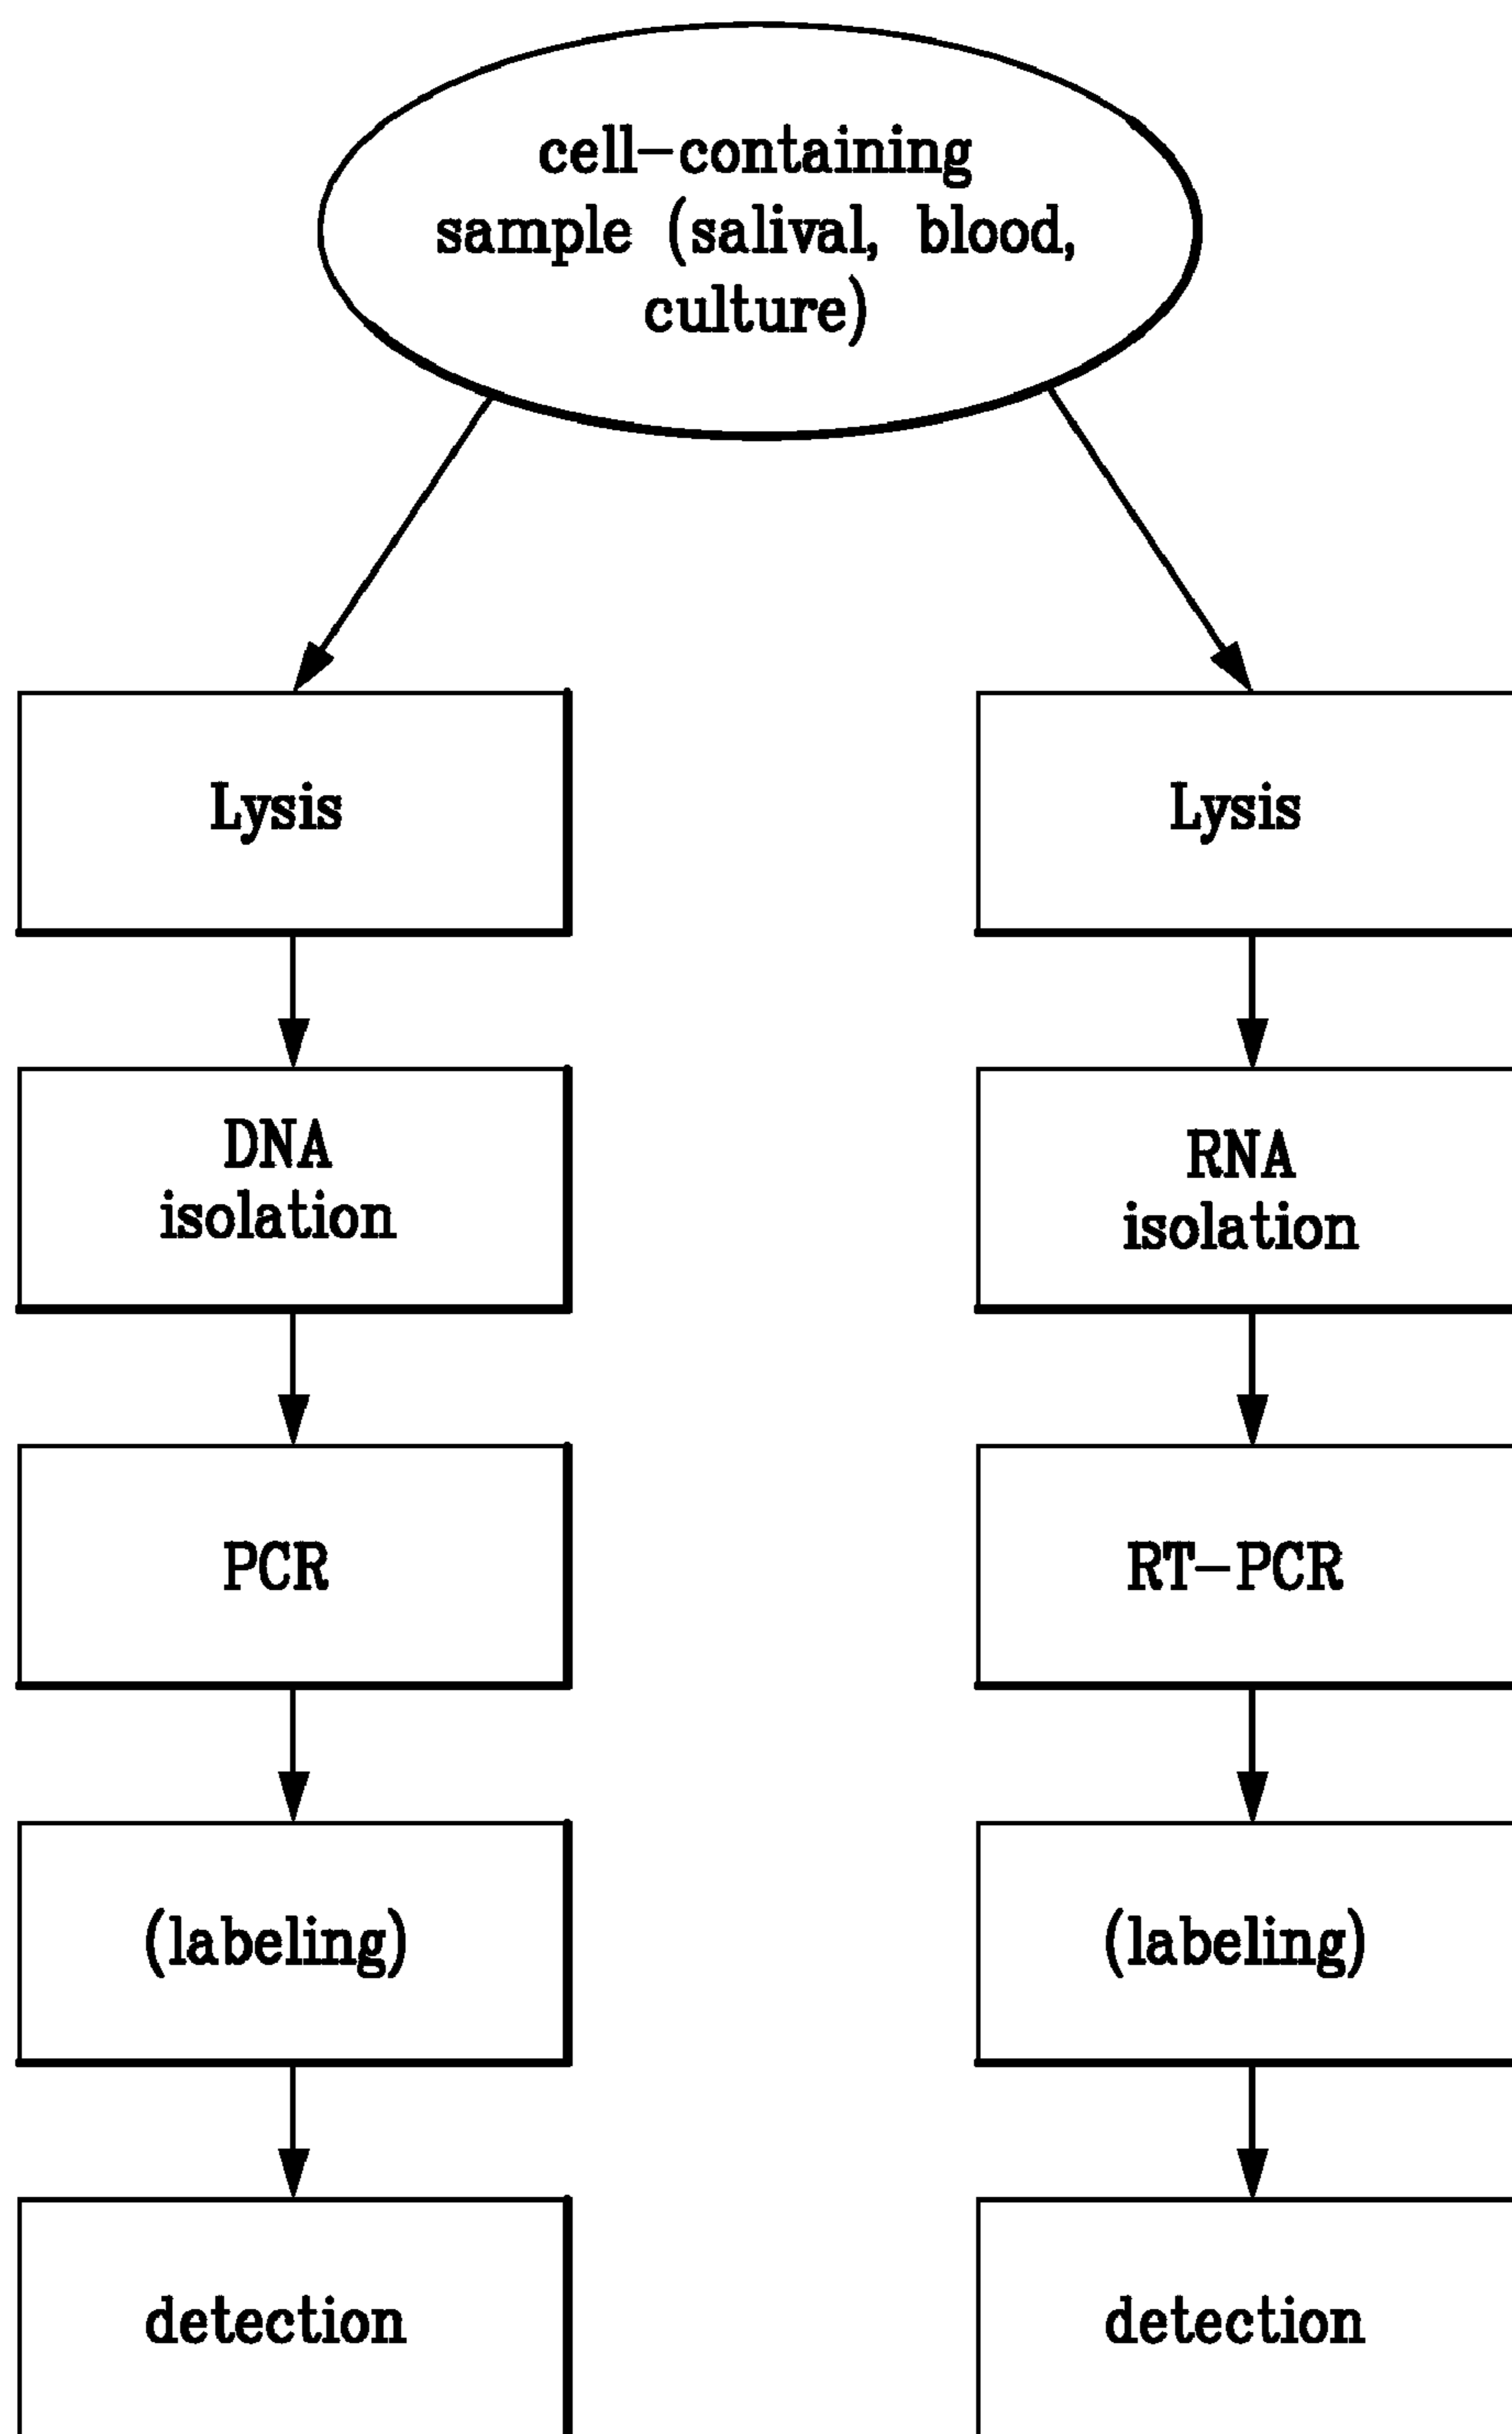 cell-containing
sample (salival, blood,
culture)
Lysis
DNA
isolation
PCR
(labeling)
detection
Lysis
RNA
isolation
RT-PCR
(labeling)
detection